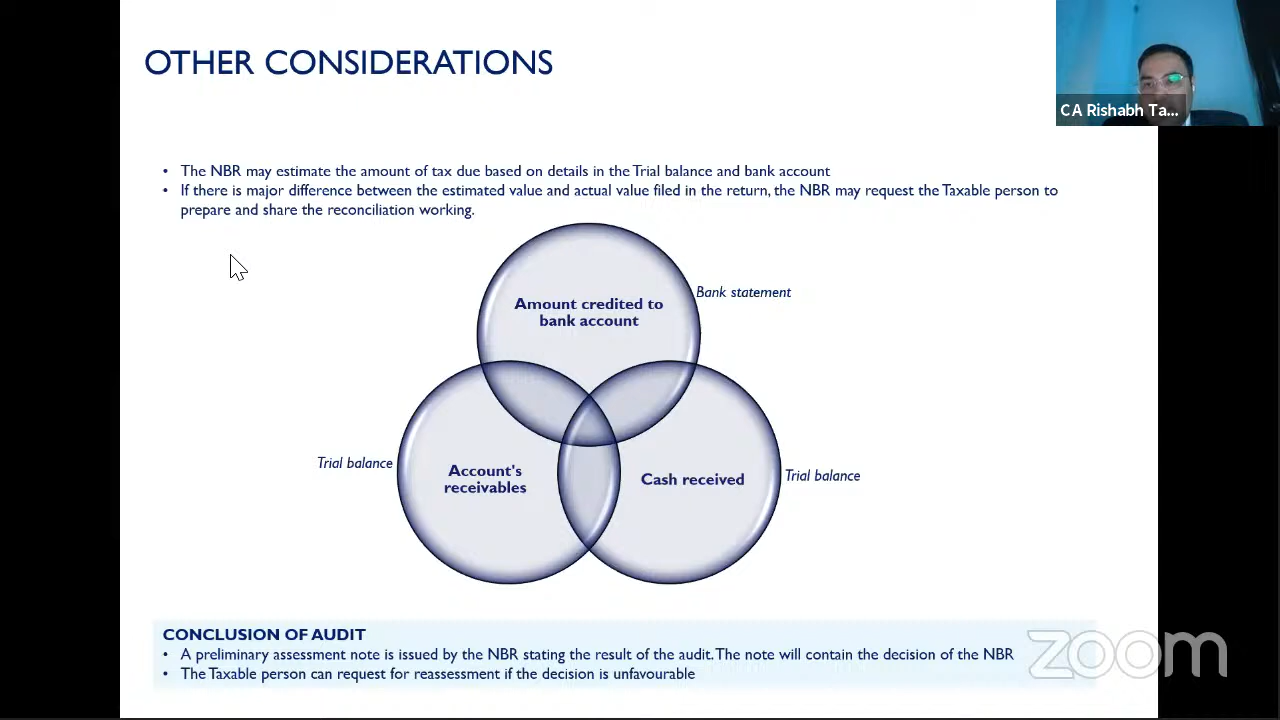 OTHER CONSIDERATIONS
CA Rishabh Ta...
• The NBR may estimate the amount of tax due based on details in the Trial balance and bank account
• If there is major difference between the estimated value and actual value filed in the return, the NBR may request the Taxable person to
prepare and share the reconciliation working.
Amount credited to
bank account
Bank statement
Trial balance
Account's
receivables
Cash received
Trial balance
CONCLUSION OF AUDIT
• A preliminary assessment note is issued by the NBR stating the result of the audit. The note will contain the decision of the NBR
• The Taxable person can request for reassessment if the decision is unfavourable
zoom